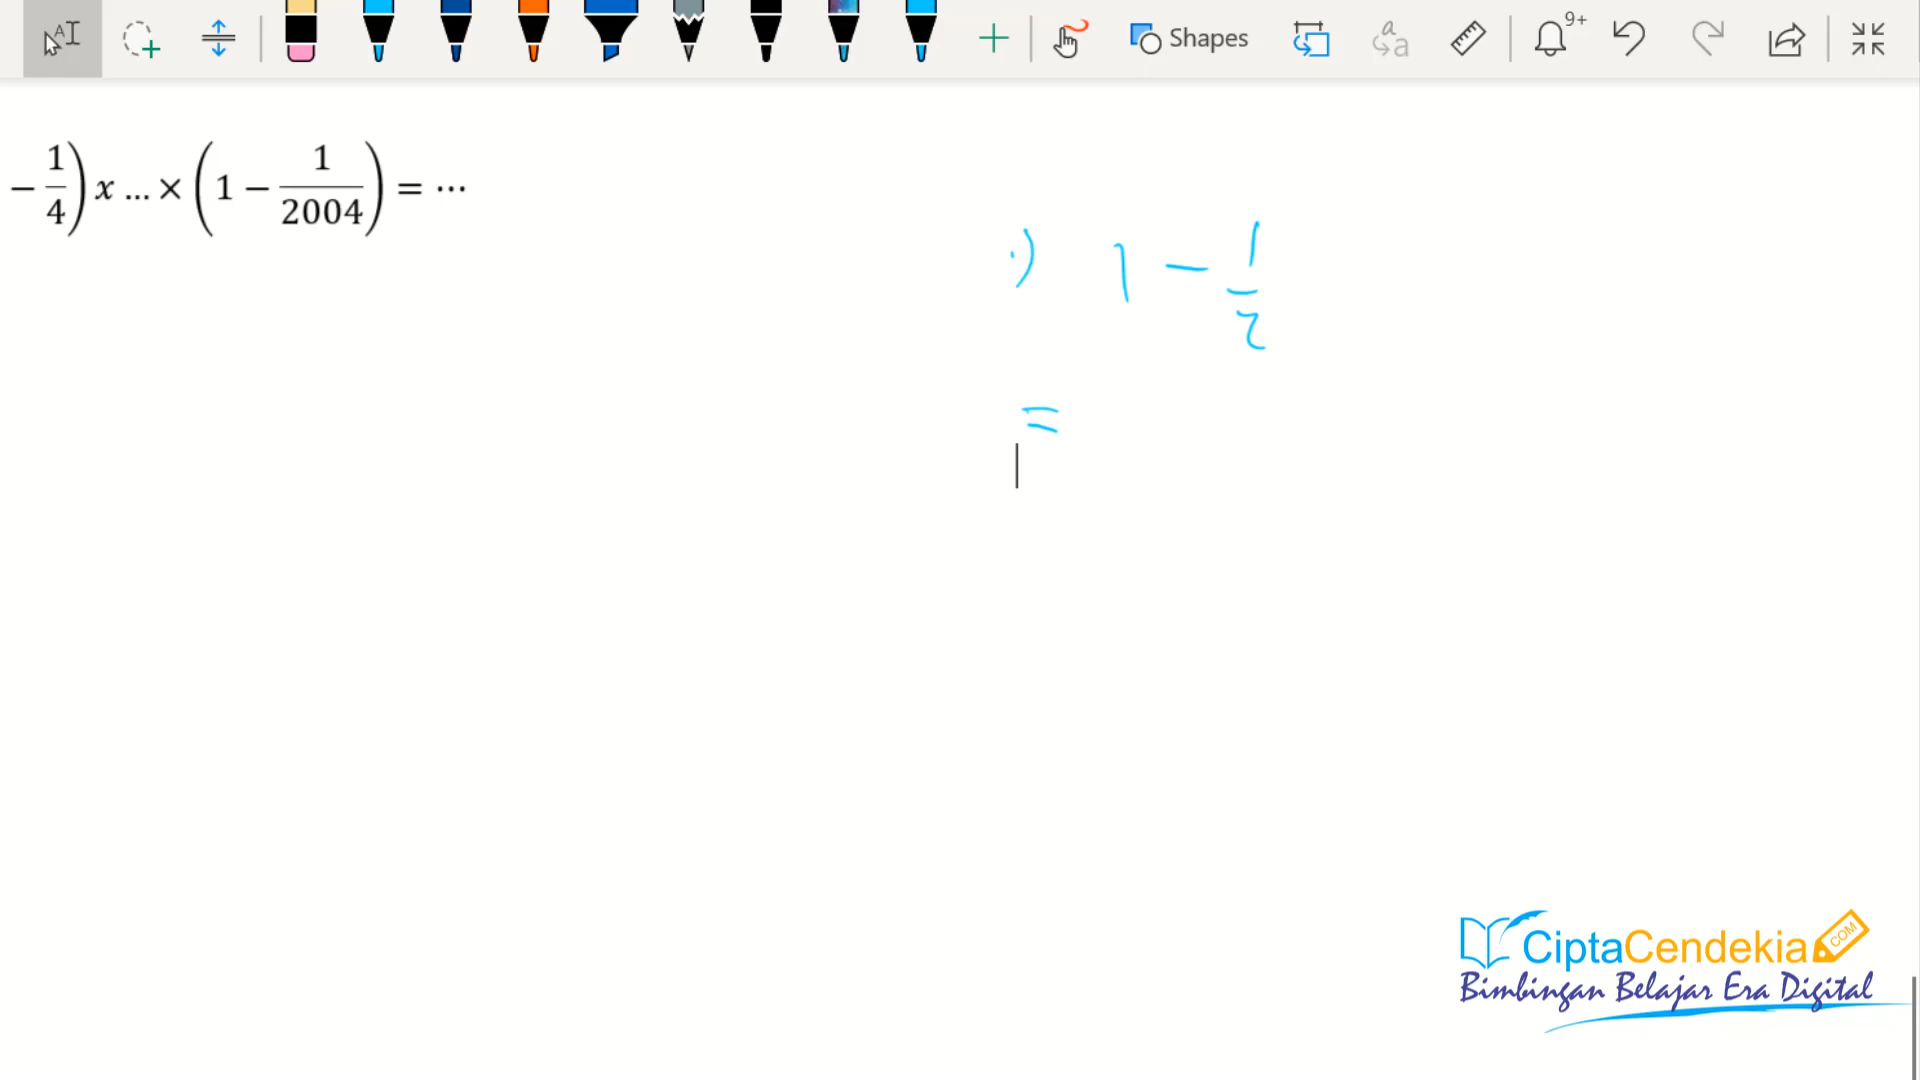 Shapes
9+
- 1/4) x ... × (1 - 1/2004) = ⋯
·) 1 - 1/2
=
CiptaCendekia COM
Bimbingan Belajar Era Digital